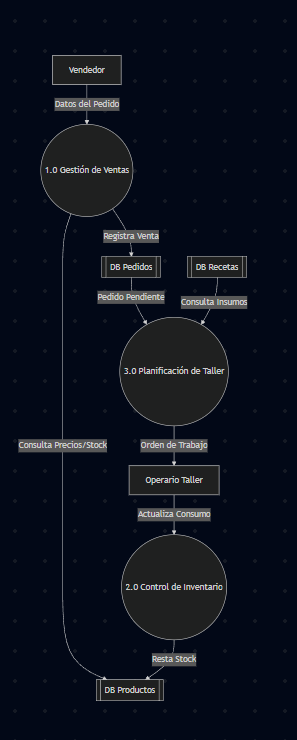 Vendedor
Datos del Pedido
1.0 Gestión de Ventas
Registra Venta
DB Pedidos
DB Recetas
Pedido Pendiente
Consulta Insumos
3.0 Planificación de Taller
Consulta Precios/Stock
Orden de Trabajo
Operario Taller
Actualiza Consumo
2.0 Control de Inventario
Resta Stock
DB Productos